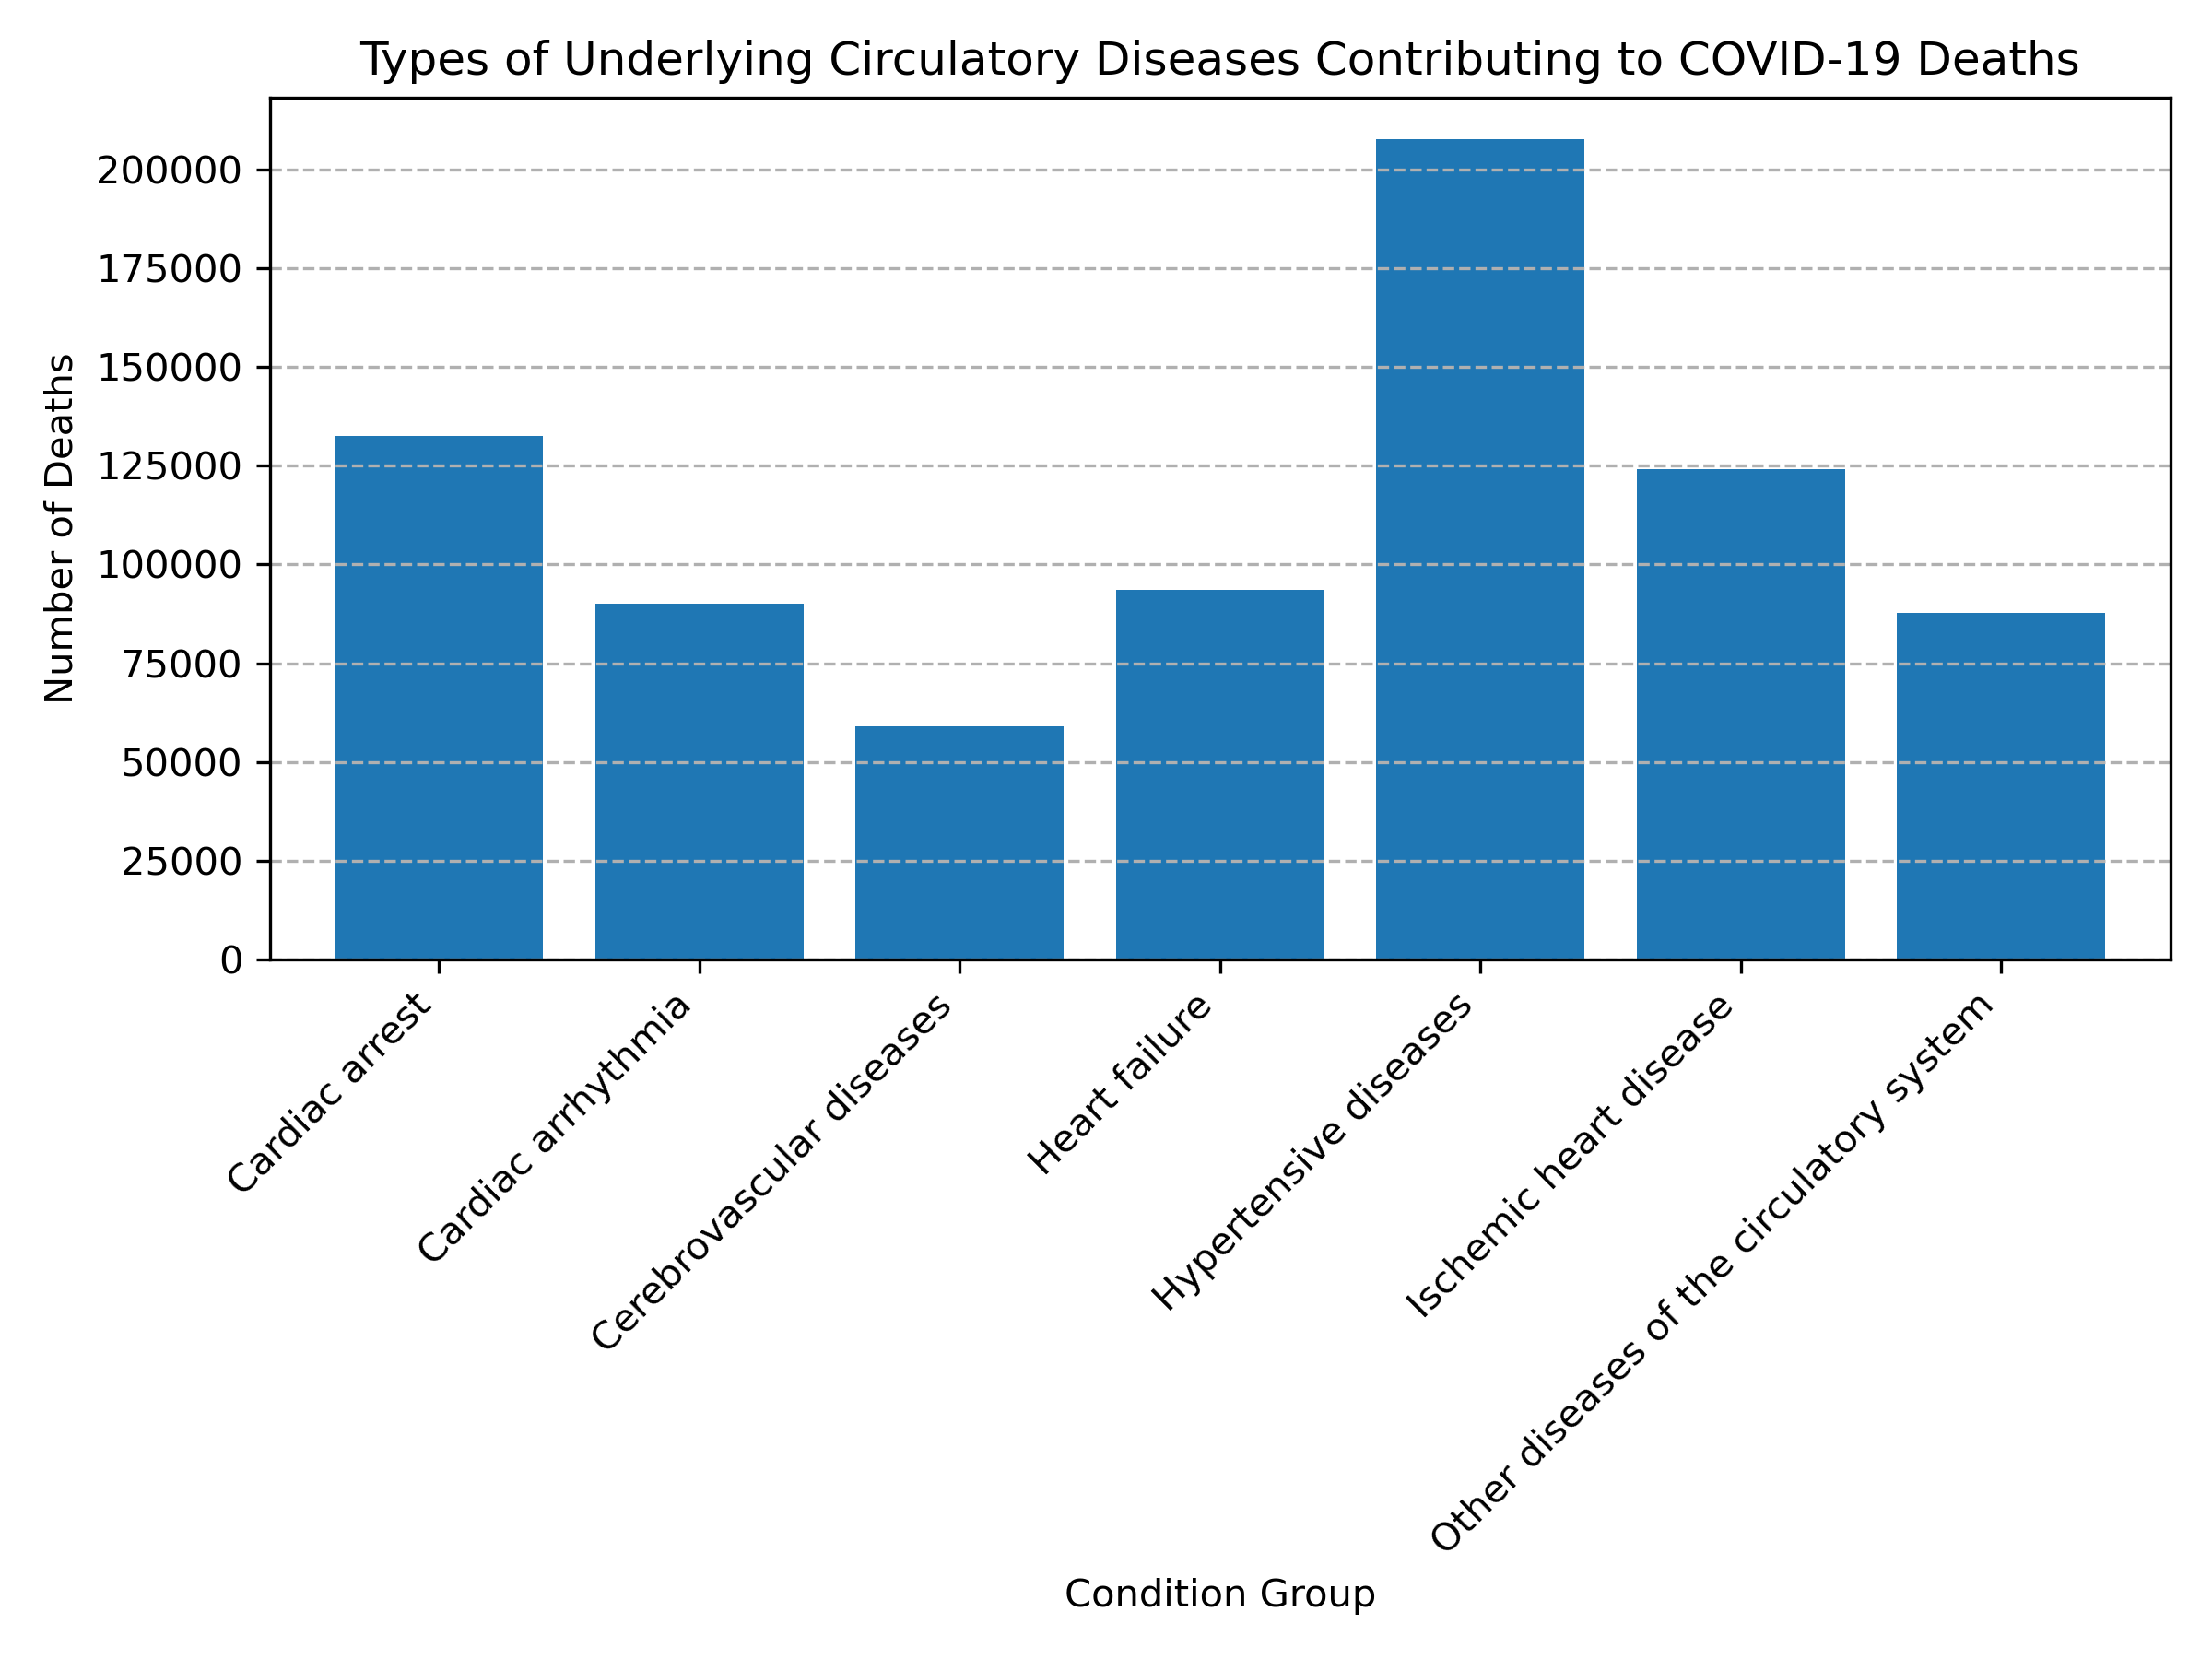 Types of Underlying Circulatory Diseases Contributing to COVID-19 Deaths
Number of Deaths
200000
175000
150000
125000
100000
75000
50000
25000
0
Cardiac arrest
Cardiac arrhythmia
Cerebrovascular diseases
Heart failure
Hypertensive diseases
Ischemic heart disease
Other diseases of the circulatory system
Condition Group